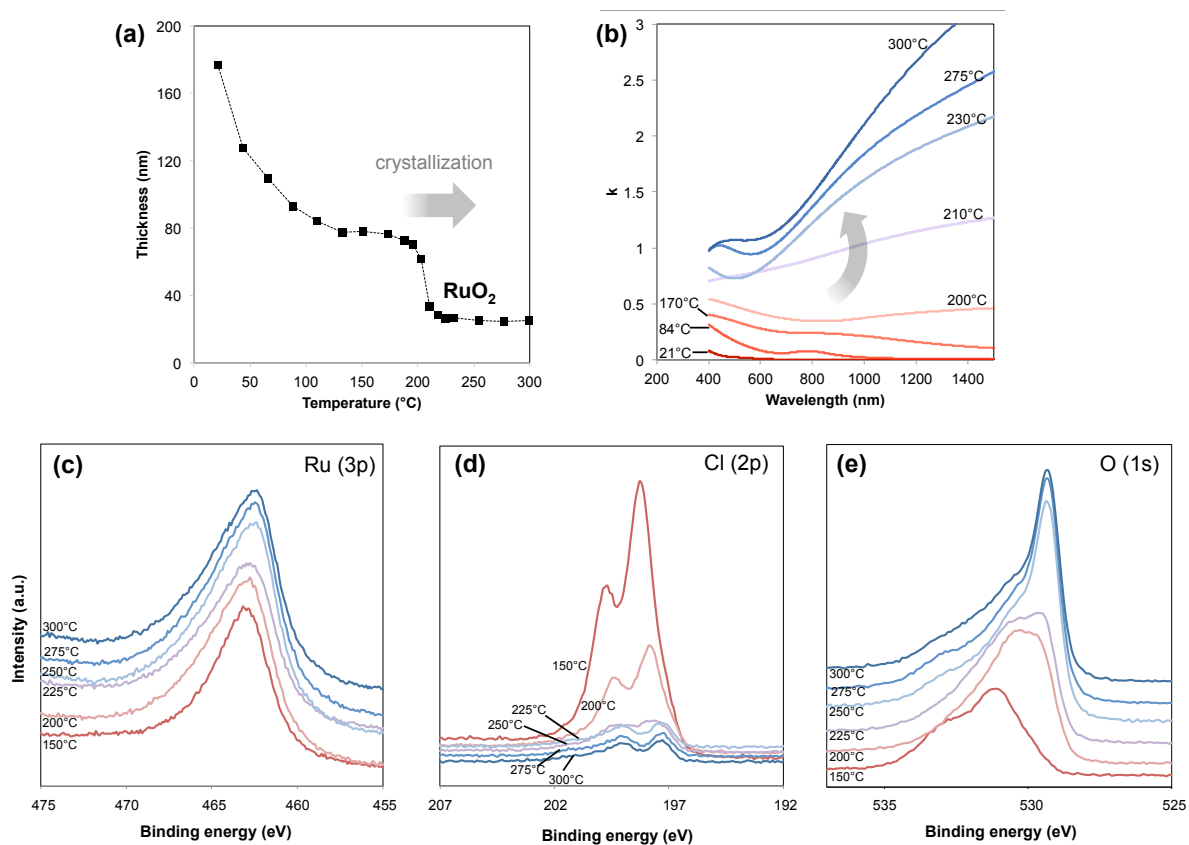 (a)
200
160
120
80
40
0
Thickness (nm)
crystallization
RuO₂
0 50 100 150 200 250 300
Temperature (°C)
(b)
3
2.5
2
1.5
1
0.5
0
k
300°C
275°C
230°C
210°C
200°C
170°C
84°C
21°C
200 400 600 800 1000 1200 1400
Wavelength (nm)
(c)
Ru (3p)
Intensity (a.u.)
300°C
275°C
250°C
225°C
200°C
150°C
475 470 465 460 455
Binding energy (eV)
(d)
Cl (2p)
150°C
200°C
225°C
250°C
275°C
300°C
207 202 197 192
Binding energy (eV)
(e)
O (1s)
300°C
275°C
250°C
225°C
200°C
150°C
535 530 525
Binding energy (eV)